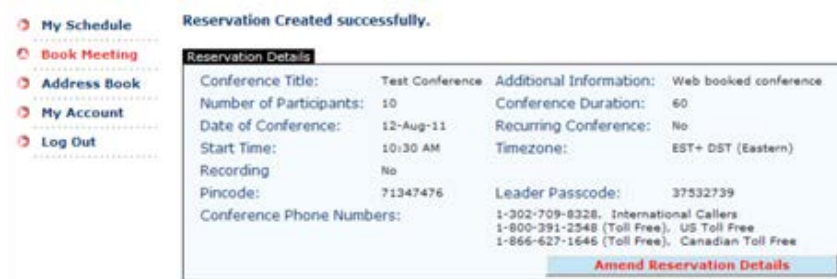 Reservation Created successfully.
My Schedule
Book Meeting
Address Book
My Account
Log Out
Reservation Details
Conference Title: Test Conference Additional Information: Web booked conference
Number of Participants: 10 Conference Duration: 60
Date of Conference: 12-Aug-11 Recurring Conference: No
Start Time: 10:30 AM Timezone: EST+ DST (Eastern)
Recording No
Pincode: 71347476 Leader Passcode: 37532739
Conference Phone Numbers: 1-302-709-8328, International Callers
1-800-391-2548 (Toll Free), US Toll Free
1-866-627-1646 (Toll Free), Canadian Toll Free
Amend Reservation Details